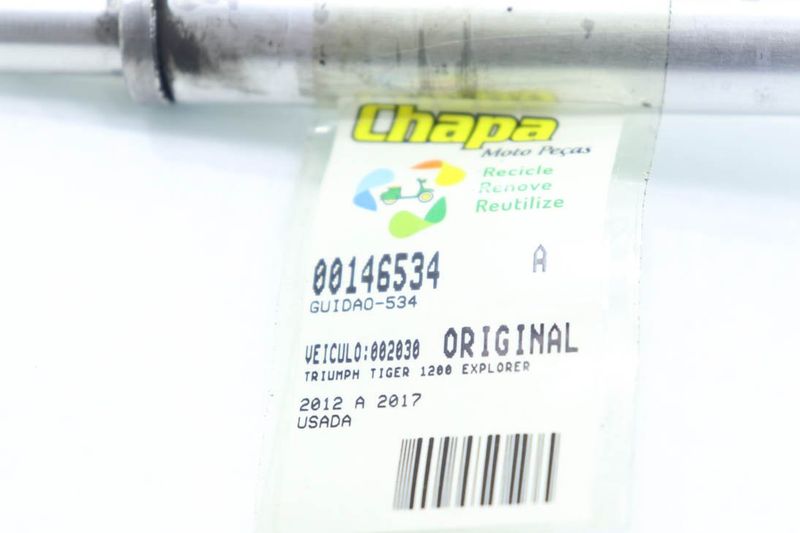 Chapa
Moto Peças
Recicle
Renove
Reutilize
00146534 A
GUIDAO-534
VEICULO:002030 ORIGINAL
TRIUMPH TIGER 1200 EXPLORER
2012 A 2017
USADA